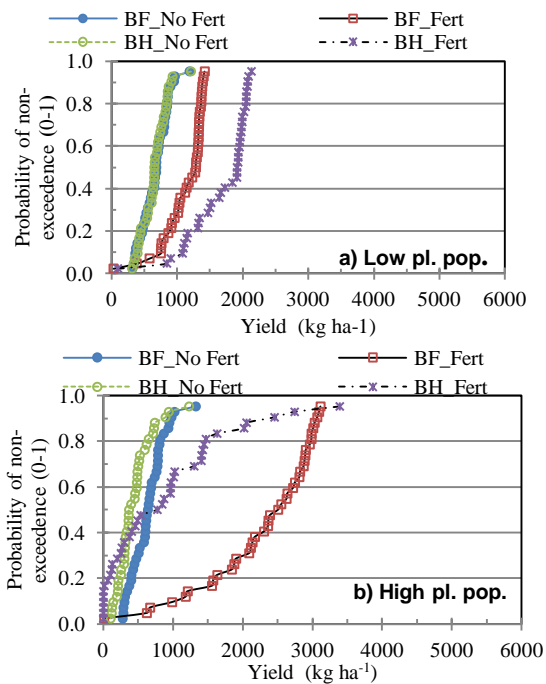 BF_No Fert BF_Fert
BH_No Fert BH_Fert
Probability of non-
exceedence (0-1)
1.0
0.8
0.6
0.4
0.2
0.0
a) Low pl. pop.
0 1000 2000 3000 4000 5000 6000
Yield (kg ha-1)
BF_No Fert BF_Fert
BH_No Fert BH_Fert
Probability of non-
exceedence (0-1)
1.0
0.8
0.6
0.4
0.2
0.0
b) High pl. pop.
0 1000 2000 3000 4000 5000 6000
Yield (kg ha⁻¹)